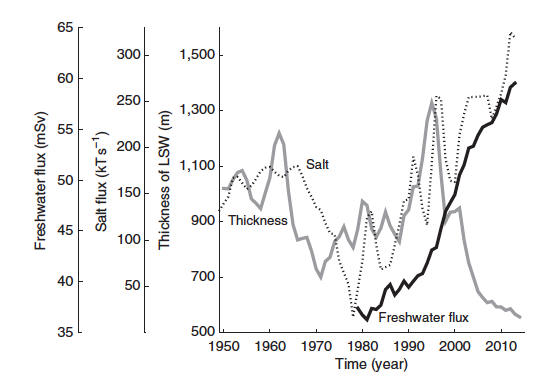 Freshwater flux (mSv)
65
60
55
50
45
40
35
Salt flux (kT s⁻¹)
300
250
200
150
100
50
Thickness of LSW (m)
1,500
1,300
1,100
900
700
500
Salt
Thickness
Freshwater flux
1950 1960 1970 1980 1990 2000 2010
Time (year)